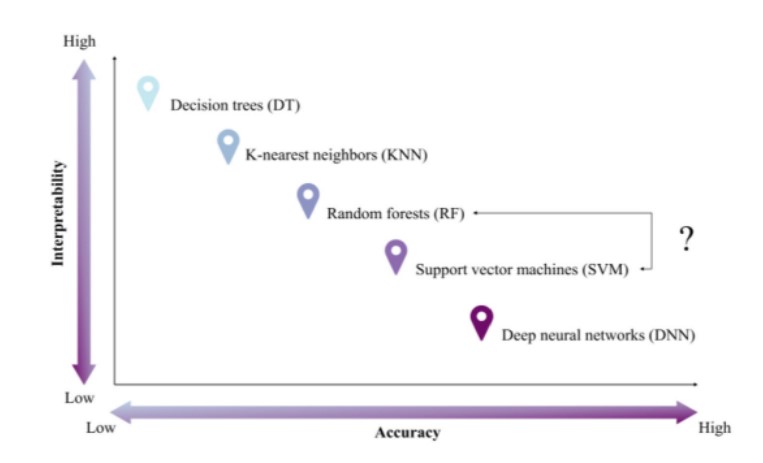 High
Decision trees (DT)
K-nearest neighbors (KNN)
Interpretability
Random forests (RF)
?
Support vector machines (SVM)
Deep neural networks (DNN)
Low
Low
Accuracy
High